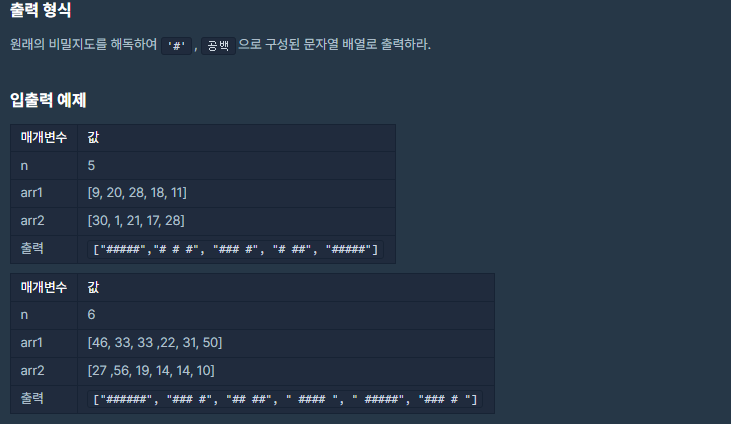 출력 형식
원래의 비밀지도를 해독하여 '#', 공백으로 구성된 문자열 배열로 출력하라.
입출력 예제
매개변수 값
n 5
arr1 [9, 20, 28, 18, 11]
arr2 [30, 1, 21, 17, 28]
출력 ["#####","# # #", "### #", "# ##", "#####"]
매개변수 값
n 6
arr1 [46, 33, 33 ,22, 31, 50]
arr2 [27 ,56, 19, 14, 14, 10]
출력 ["######", "### #", "## ##", " #### ", " #####", "### # "]